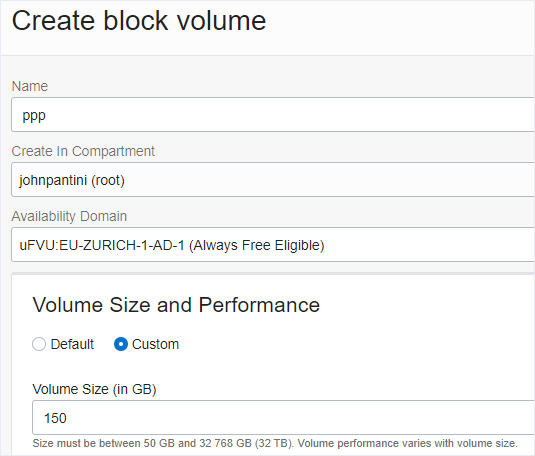 Create block volume
Name
ppp
Create In Compartment
johnpantini (root)
Availability Domain
uFVU:EU-ZURICH-1-AD-1 (Always Free Eligible)
Volume Size and Performance
Default Custom
Volume Size (in GB)
150
Size must be between 50 GB and 32 768 GB (32 TB). Volume performance varies with volume size.